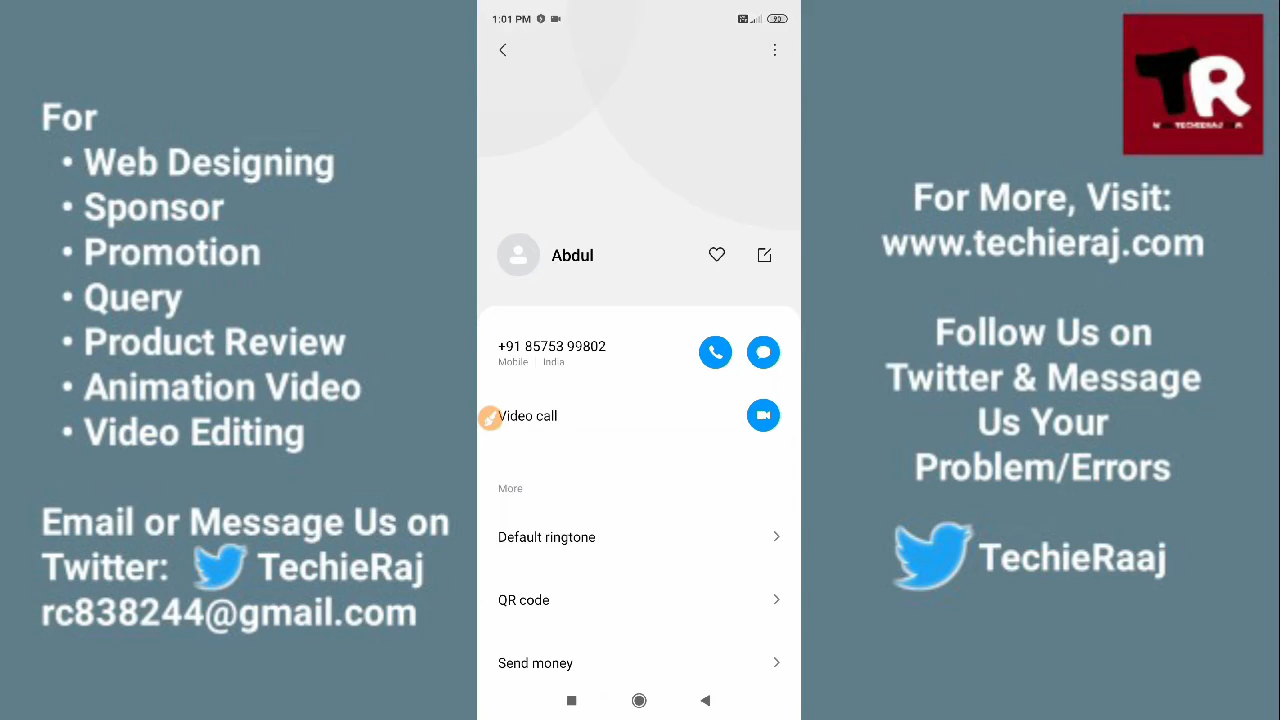 For
• Web Designing
• Sponsor
• Promotion
• Query
• Product Review
• Animation Video
• Video Editing
Email or Message Us on
Twitter: TechieRaj
rc838244@gmail.com
1:01 PM
90
Abdul
+91 85753 99802
Mobile | India
Video call
More
Default ringtone
QR code
Send money
TR
For More, Visit:
www.techieraj.com
Follow Us on
Twitter & Message
Us Your
Problem/Errors
TechieRaaj